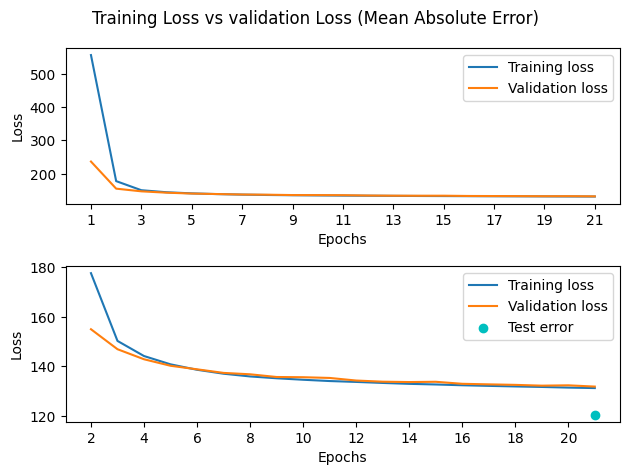 Training Loss vs validation Loss (Mean Absolute Error)
500
400
300
200
Loss
Training loss
Validation loss
1 3 5 7 9 11 13 15 17 19 21
Epochs
180
160
140
120
Loss
Training loss
Validation loss
Test error
2 4 6 8 10 12 14 16 18 20
Epochs